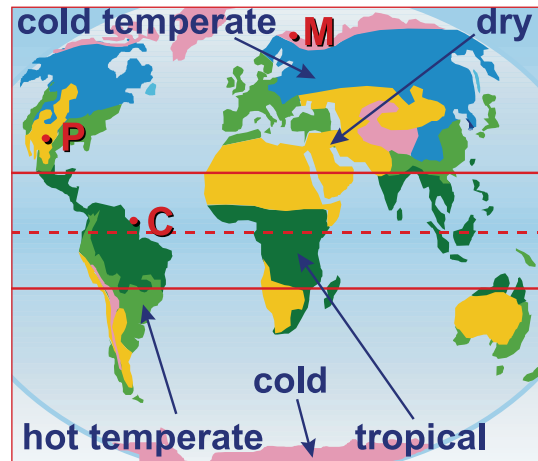 cold temperate
M
dry
P
C
cold
hot temperate
tropical